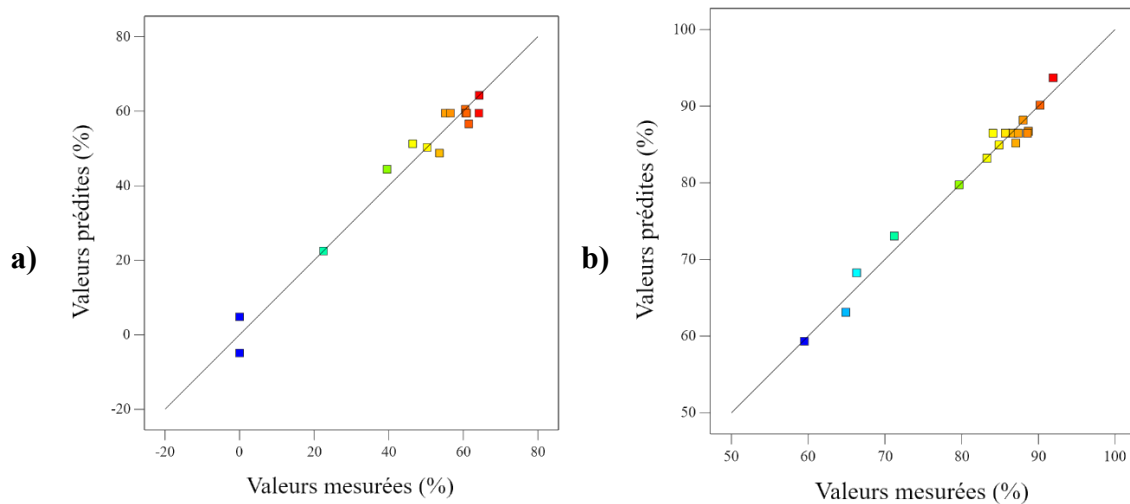 a)
Valeurs prédites (%)
80
60
40
20
0
-20
-20 0 20 40 60 80
Valeurs mesurées (%)
b)
Valeurs prédites (%)
100
90
80
70
60
50
50 60 70 80 90 100
Valeurs mesurées (%)